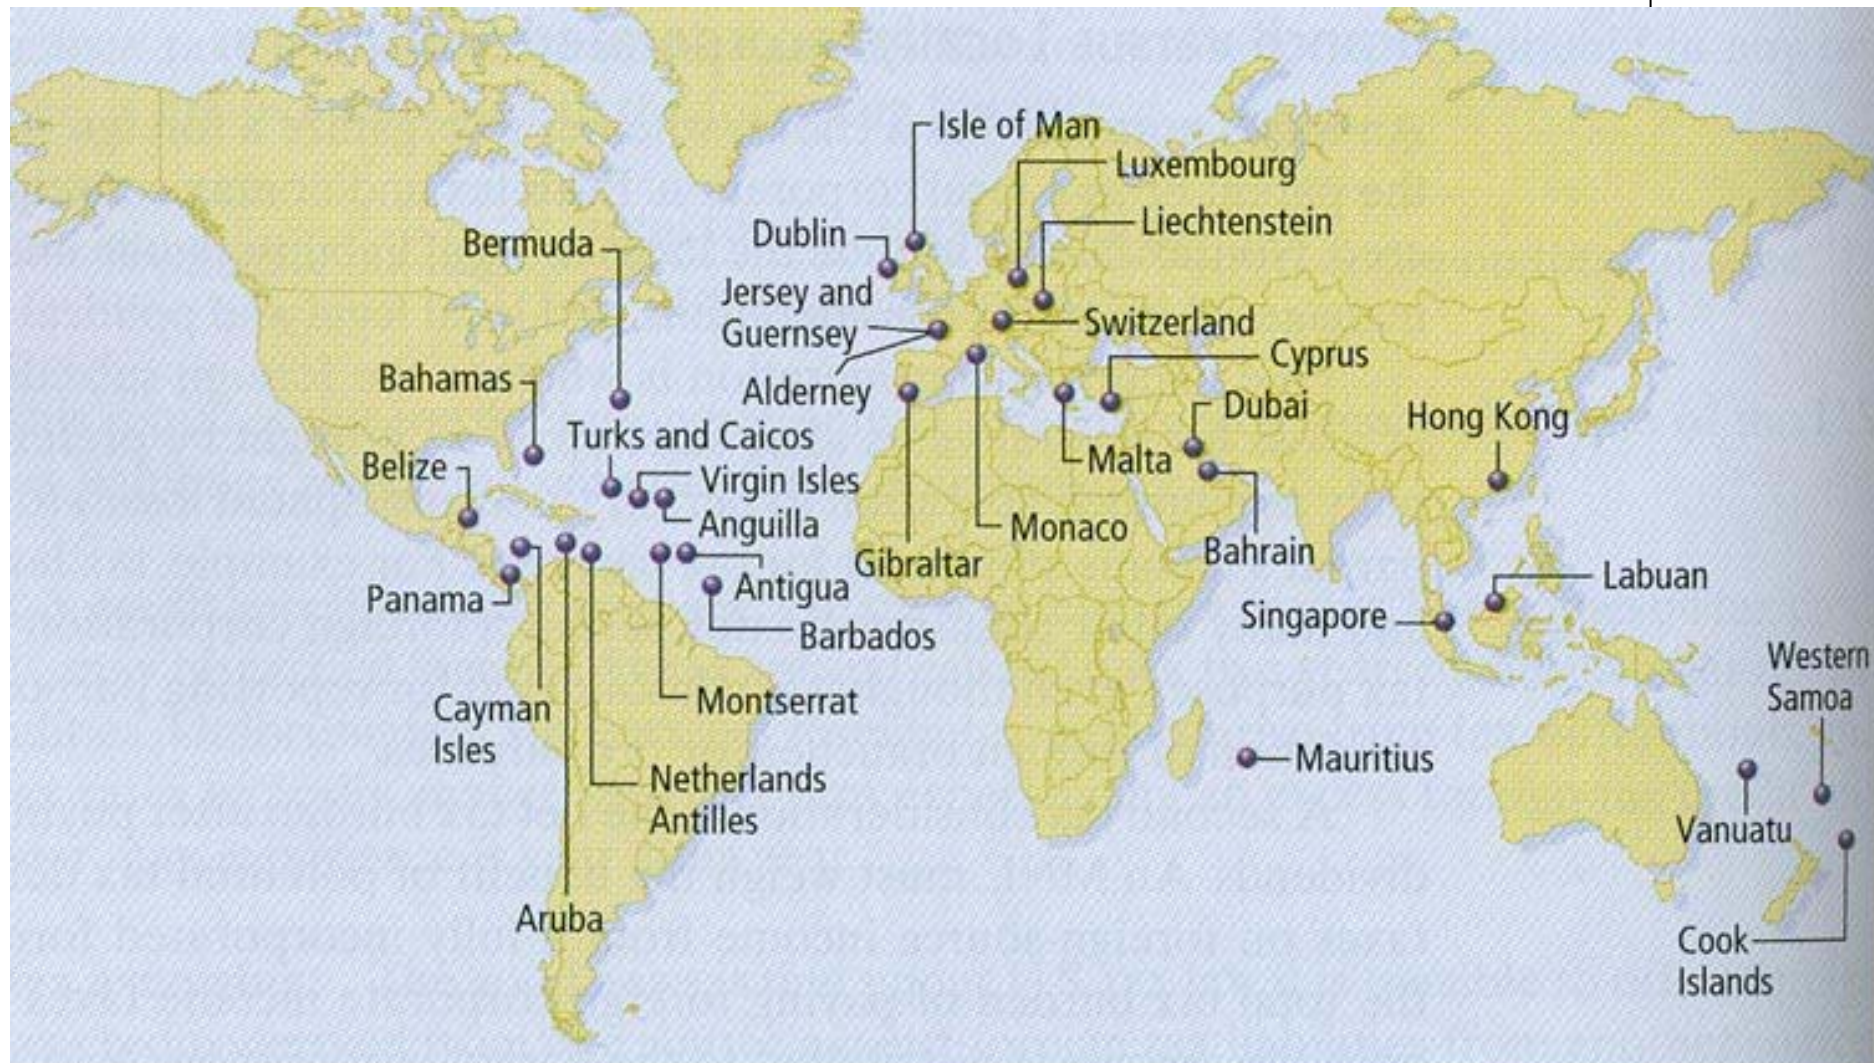 Isle of Man
Luxembourg
Liechtenstein
Dublin
Bermuda
Jersey and
Guernsey
Switzerland
Cyprus
Bahamas
Alderney
Dubai
Hong Kong
Turks and Caicos
Belize
Malta
Virgin Isles
Anguilla
Monaco
Bahrain
Gibraltar
Labuan
Antigua
Panama
Singapore
Barbados
Western
Samoa
Montserrat
Cayman
Isles
Mauritius
Netherlands
Antilles
Vanuatu
Aruba
Cook
Islands